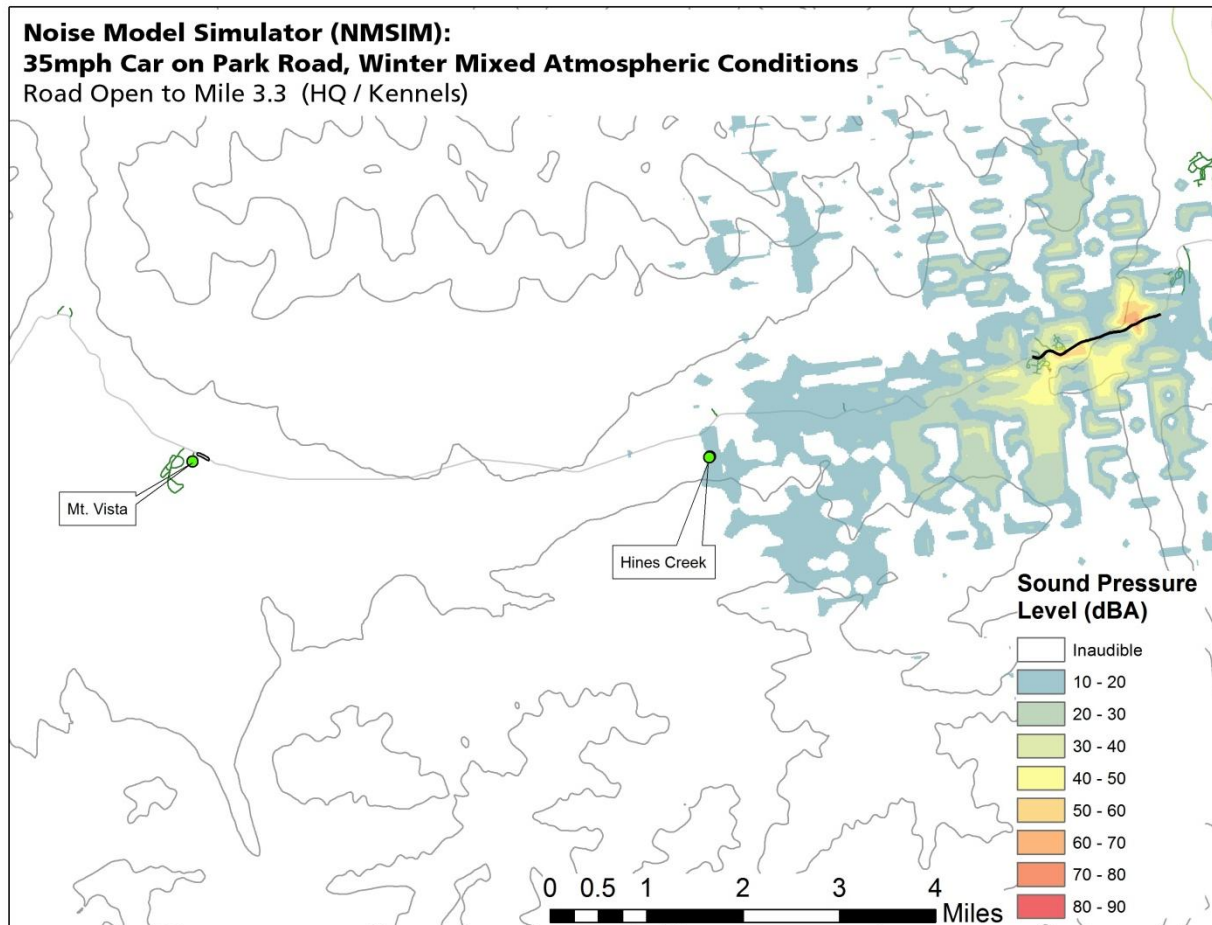 Noise Model Simulator (NMSIM):
35mph Car on Park Road, Winter Mixed Atmospheric Conditions
Road Open to Mile 3.3 (HQ / Kennels)
Mt. Vista
Hines Creek
Sound Pressure
Level (dBA)
Inaudible
10 - 20
20 - 30
30 - 40
40 - 50
50 - 60
60 - 70
70 - 80
80 - 90
0 0.5 1 2 3 4
Miles